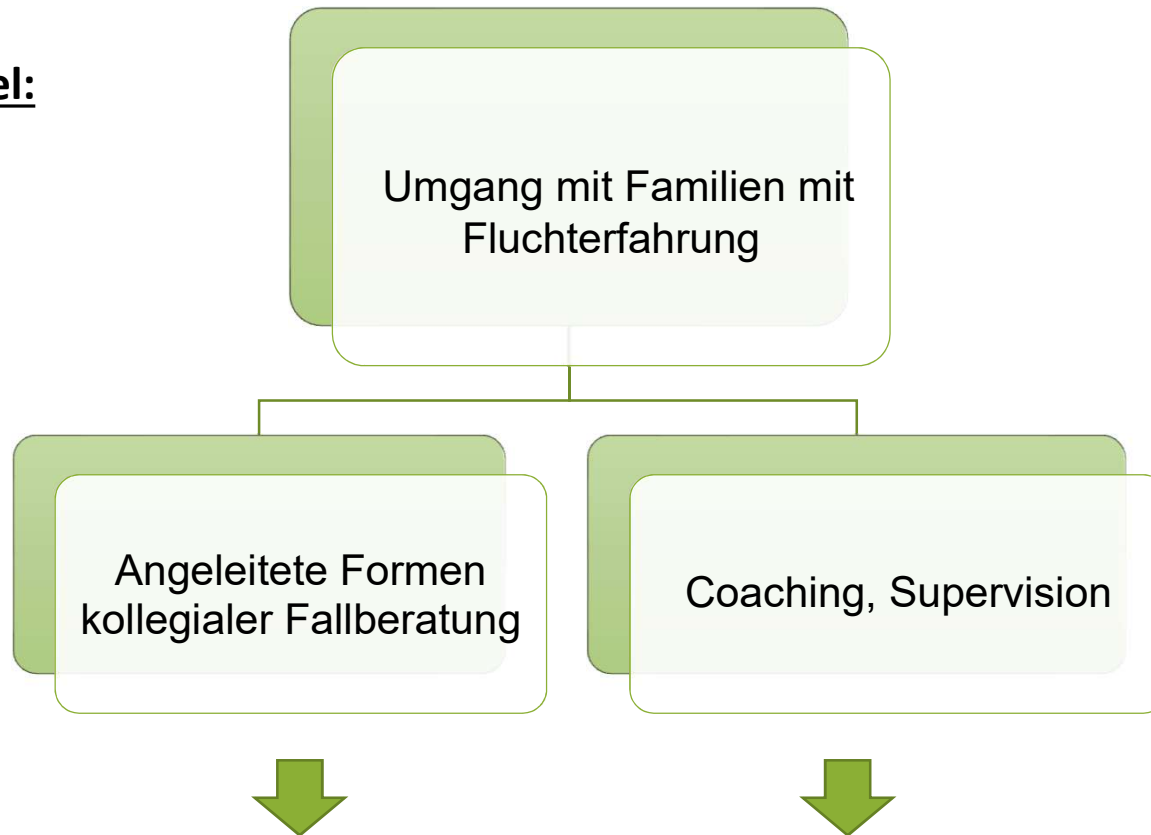 el:
Umgang mit Familien mit
Fluchterfahrung
Angeleitete Formen
kollegialer Fallberatung
Coaching, Supervision